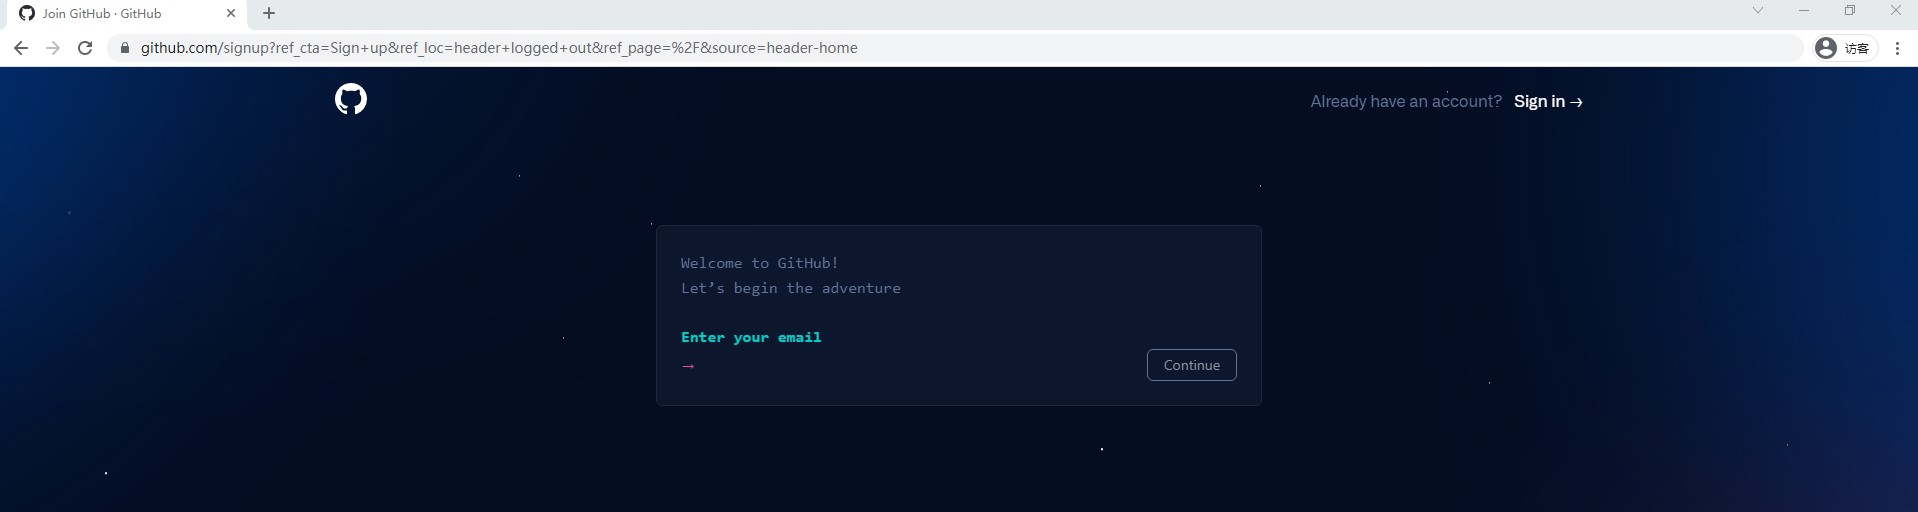 Join GitHub · GitHub
github.com/signup?ref_cta=Sign+up&ref_loc=header+logged+out&ref_page=%2F&source=header-home
访客
Already have an account? Sign in →
Welcome to GitHub!
Let’s begin the adventure
Enter your email
→
Continue